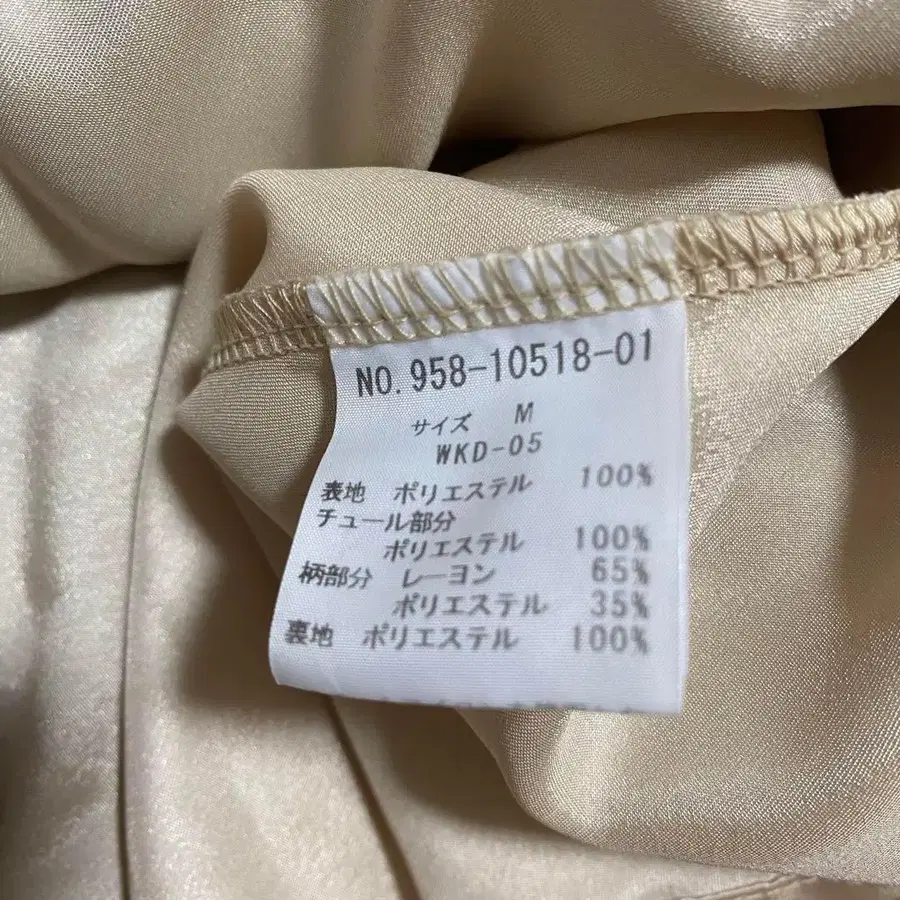 NO.958-10518-01
サイズ M
WKD-05
表地 ポリエステル 100%
チュール部分
ポリエステル 100%
柄部分 レーヨン 65%
ポリエステル 35%
裏地 ポリエステル 100%